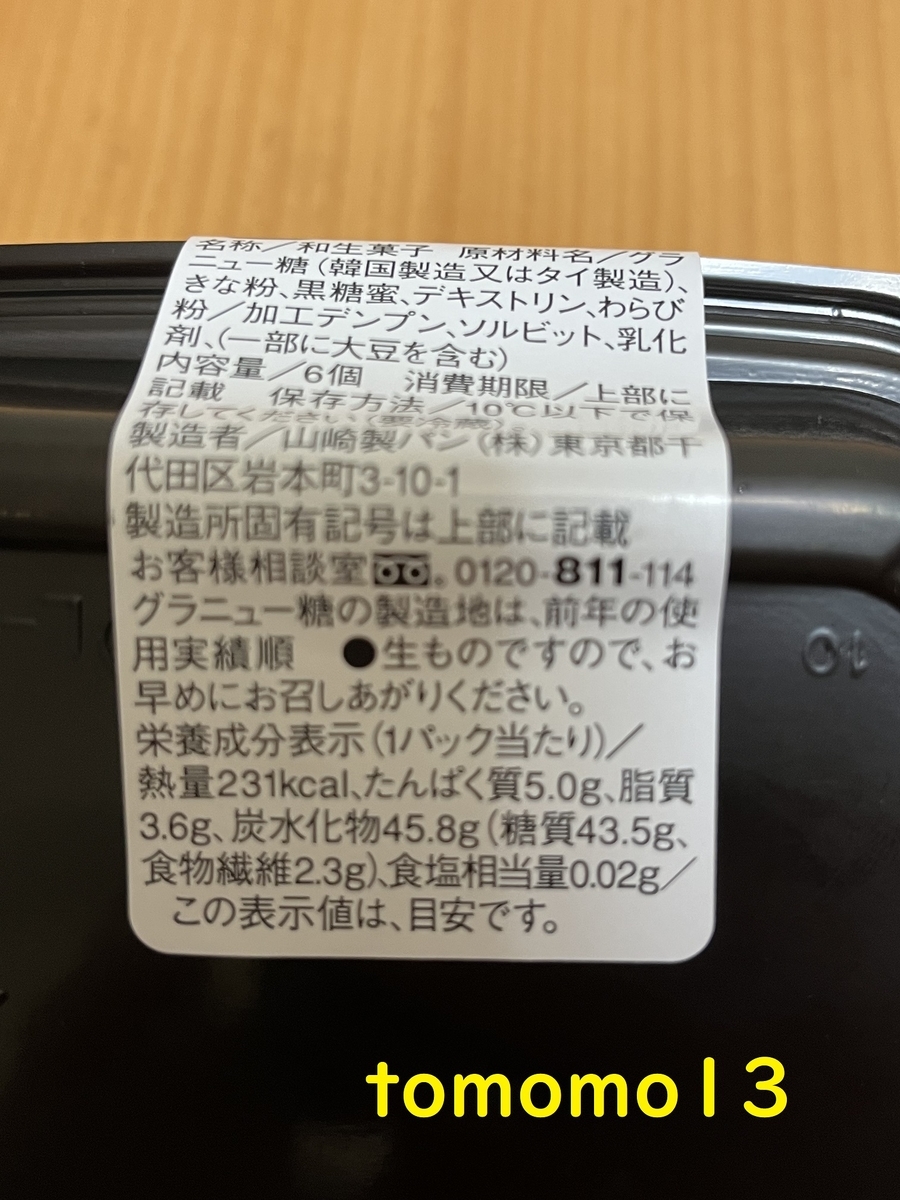 名称／和生菓子　原材料名／グラ
ニュー糖（韓国製造又はタイ製造）、
きな粉、黒糖蜜、デキストリン、わらび
粉／加工デンプン、ソルビット、乳化
剤、（一部に大豆を含む）
内容量／6個　消費期限／上部に
記載　保存方法／10℃以下で保
存してください（要冷蔵）
製造者／山崎製パン（株）東京都千
代田区岩本町3-10-1
製造所固有記号は上部に記載
お客様相談室　0120-811-114
グラニュー糖の製造地は、前年の使
用実績順　●生ものですので、お
早めにお召しあがりください。
栄養成分表示（1パック当たり）／
熱量231kcal、たんぱく質5.0g、脂質
3.6g、炭水化物45.8g（糖質43.5g、
食物繊維2.3g）、食塩相当量0.02g／
この表示値は、目安です。
tomomo13